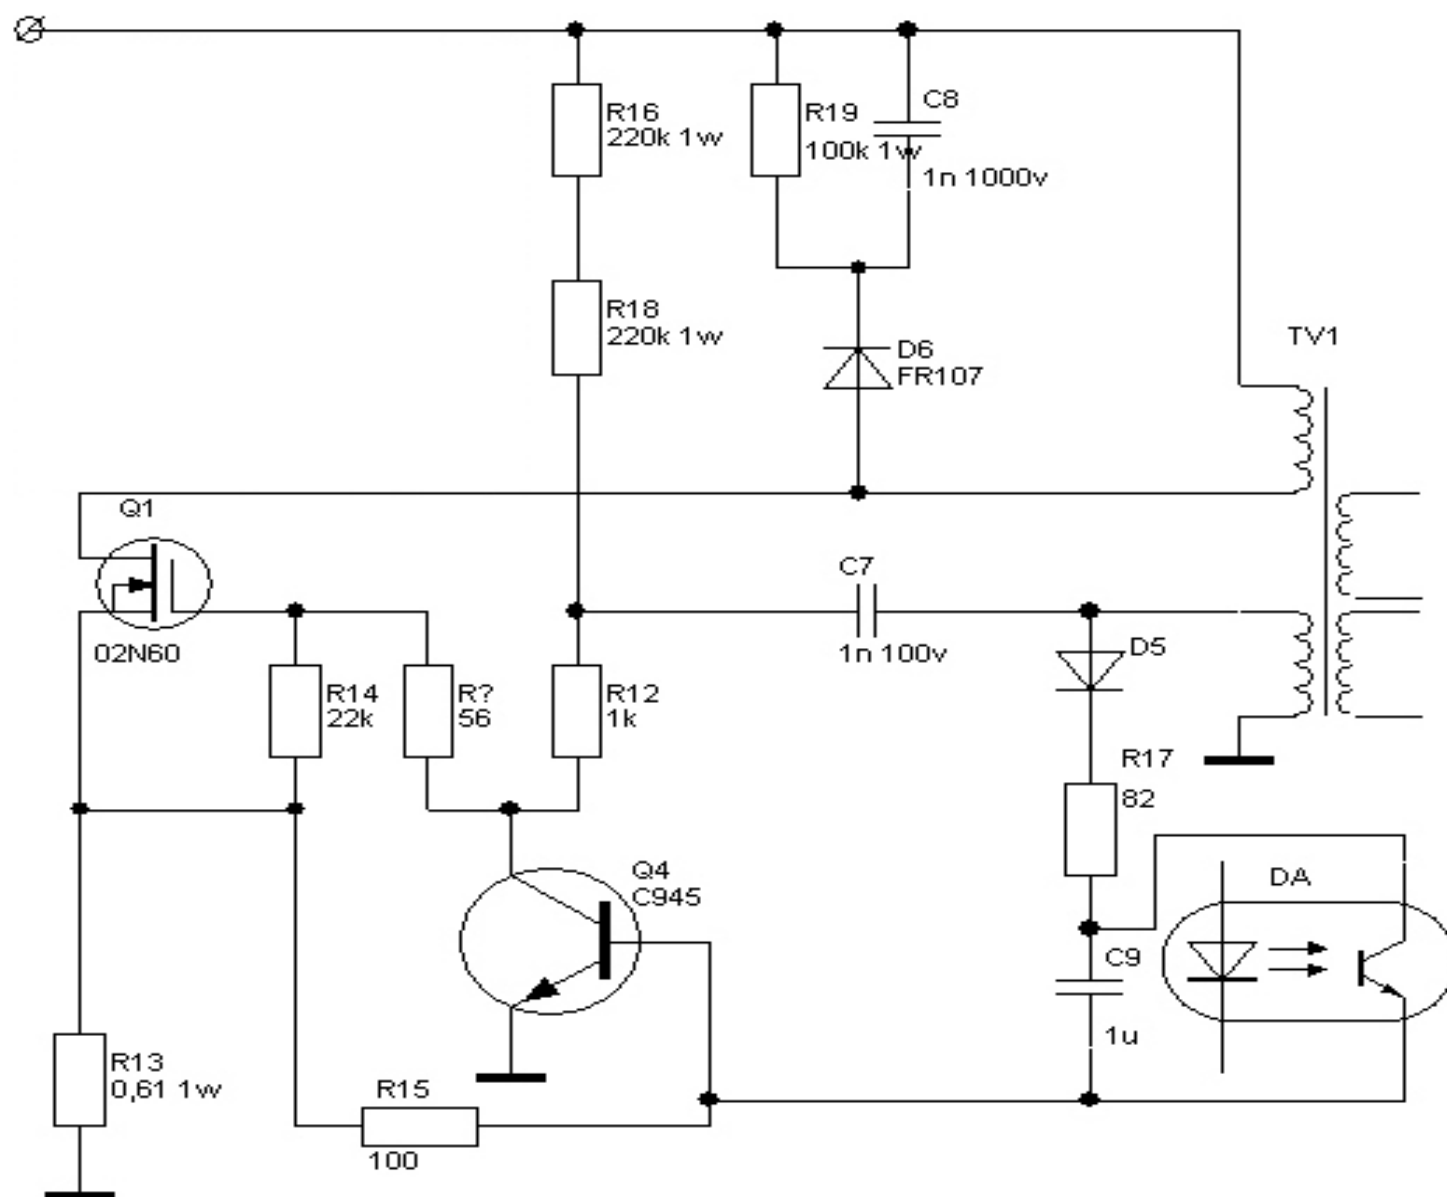 C8
R16
220k 1w
R19
100k 1w
1n 1000v
R18
220k 1w
TV1
D6
FR107
Q1
C7
02N60
1n 100v
D5
R14
22k
R?
56
R12
1k
R17
82
Q4
C945
DA
C9
1u
R13
0,61 1w
R15
100